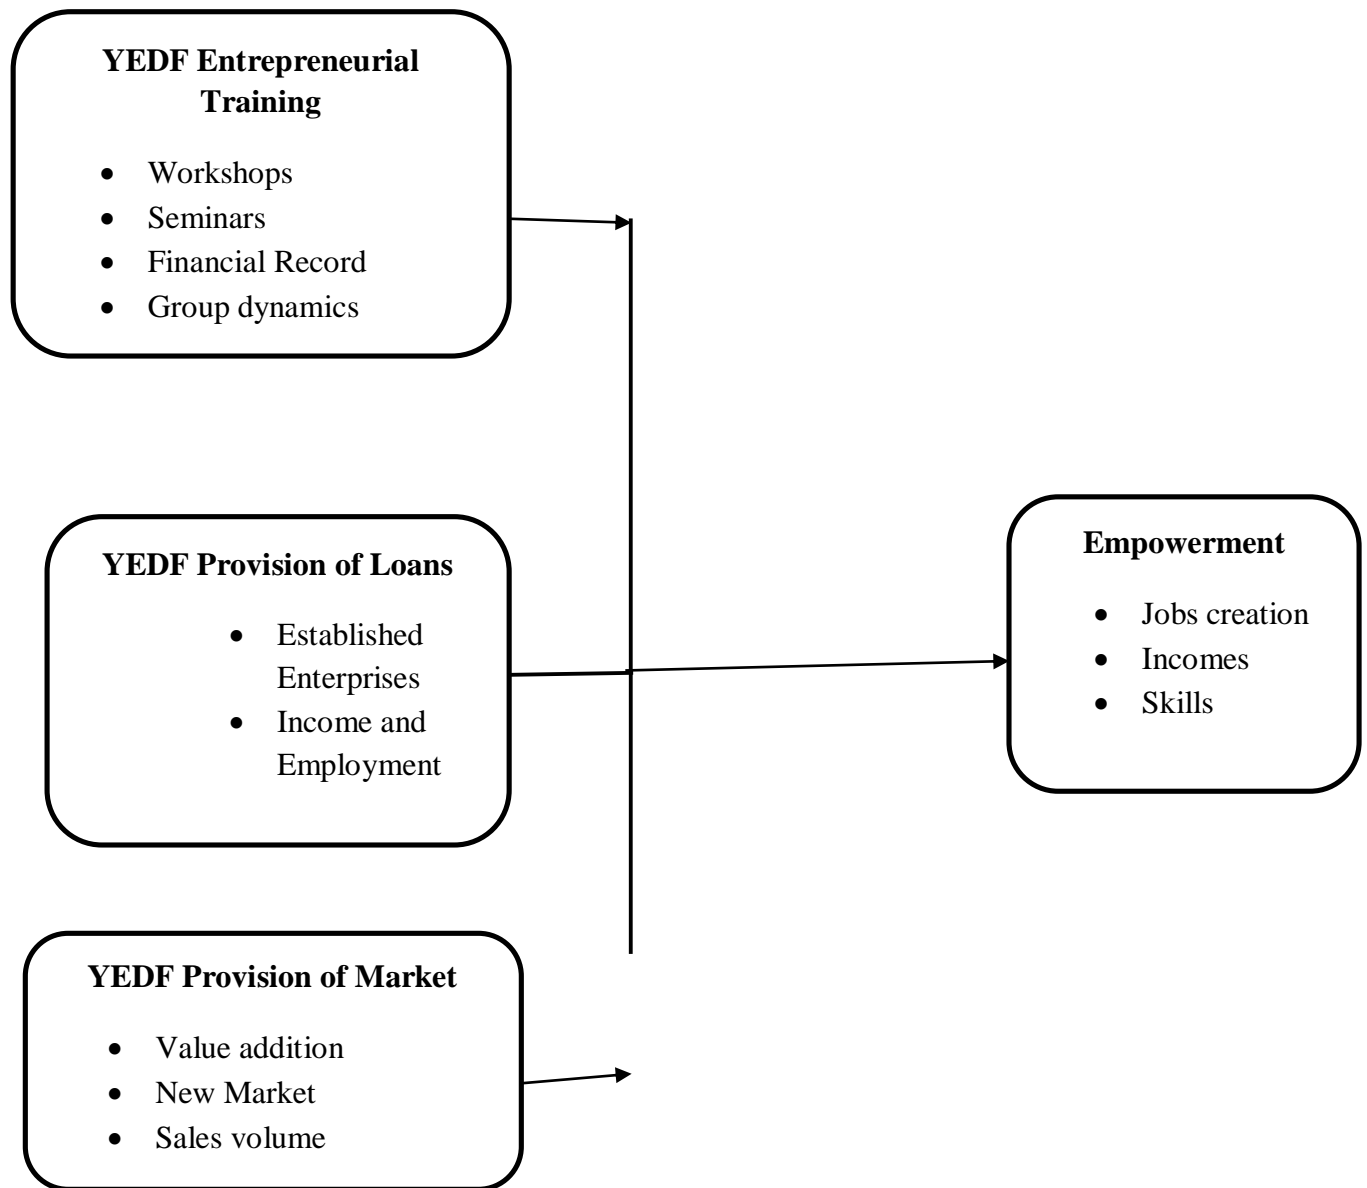 YEDF Entrepreneurial
Training
• Workshops
• Seminars
• Financial Record
• Group dynamics
YEDF Provision of Loans
• Established
Enterprises
• Income and
Employment
YEDF Provision of Market
• Value addition
• New Market
• Sales volume
Empowerment
• Jobs creation
• Incomes
• Skills